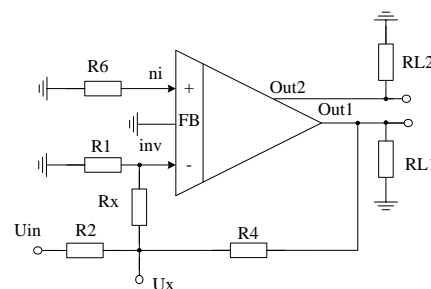 R6
ni
+
FB
Out2
RL2
Out1
R1
inv
-
RL1
Rx
Uin
R2
R4
Ux